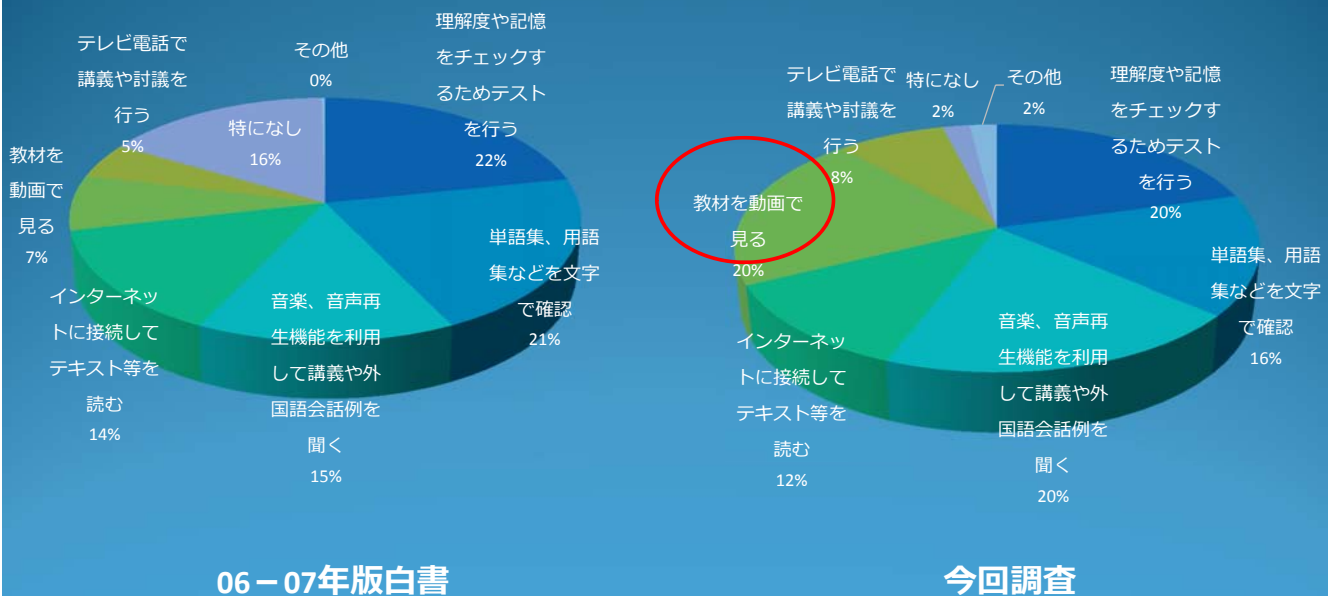 理解度や記憶
をチェックす
るためテスト
を行う
22%
単語集、用語
集などを文字
で確認
21%
音楽、音声再
生機能を利用
して講義や外
国語会話例を
聞く
15%
インターネッ
トに接続して
テキスト等を
読む
14%
教材を
動画で
見る
7%
テレビ電話で
講義や討議を
行う
5%
特になし
16%
その他
0%
06－07年版白書
理解度や記憶
をチェックす
るためテスト
を行う
20%
単語集、用語
集などを文字
で確認
16%
音楽、音声再
生機能を利用
して講義や外
国語会話例を
聞く
20%
インターネッ
トに接続して
テキスト等を
読む
12%
教材を動画で
見る
20%
テレビ電話で
講義や討議を
行う
8%
特になし
2%
その他
2%
今回調査